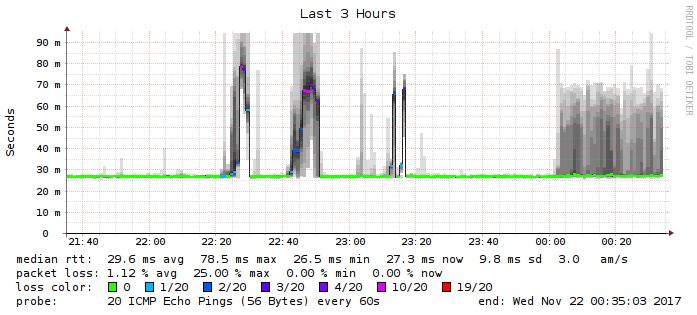 Last 3 Hours
RRDTOOL / TOBI OETIKER
Seconds
90 m
80 m
70 m
60 m
50 m
40 m
30 m
20 m
10 m
0
21:40 22:00 22:20 22:40 23:00 23:20 23:40 00:00 00:20
median rtt: 29.6 ms avg 78.5 ms max 26.5 ms min 27.3 ms now 9.8 ms sd 3.0 am/s
packet loss: 1.12 % avg 25.00 % max 0.00 % min 0.00 % now
loss color: 0 1/20 2/20 3/20 4/20 10/20 19/20
probe: 20 ICMP Echo Pings (56 Bytes) every 60s end: Wed Nov 22 00:35:03 2017